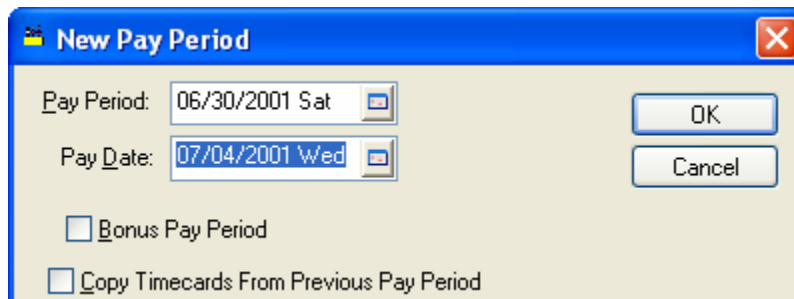 New Pay Period
Pay Period: 06/30/2001 Sat
OK
Pay Date: 07/04/2001 Wed
Cancel
Bonus Pay Period
Copy Timecards From Previous Pay Period